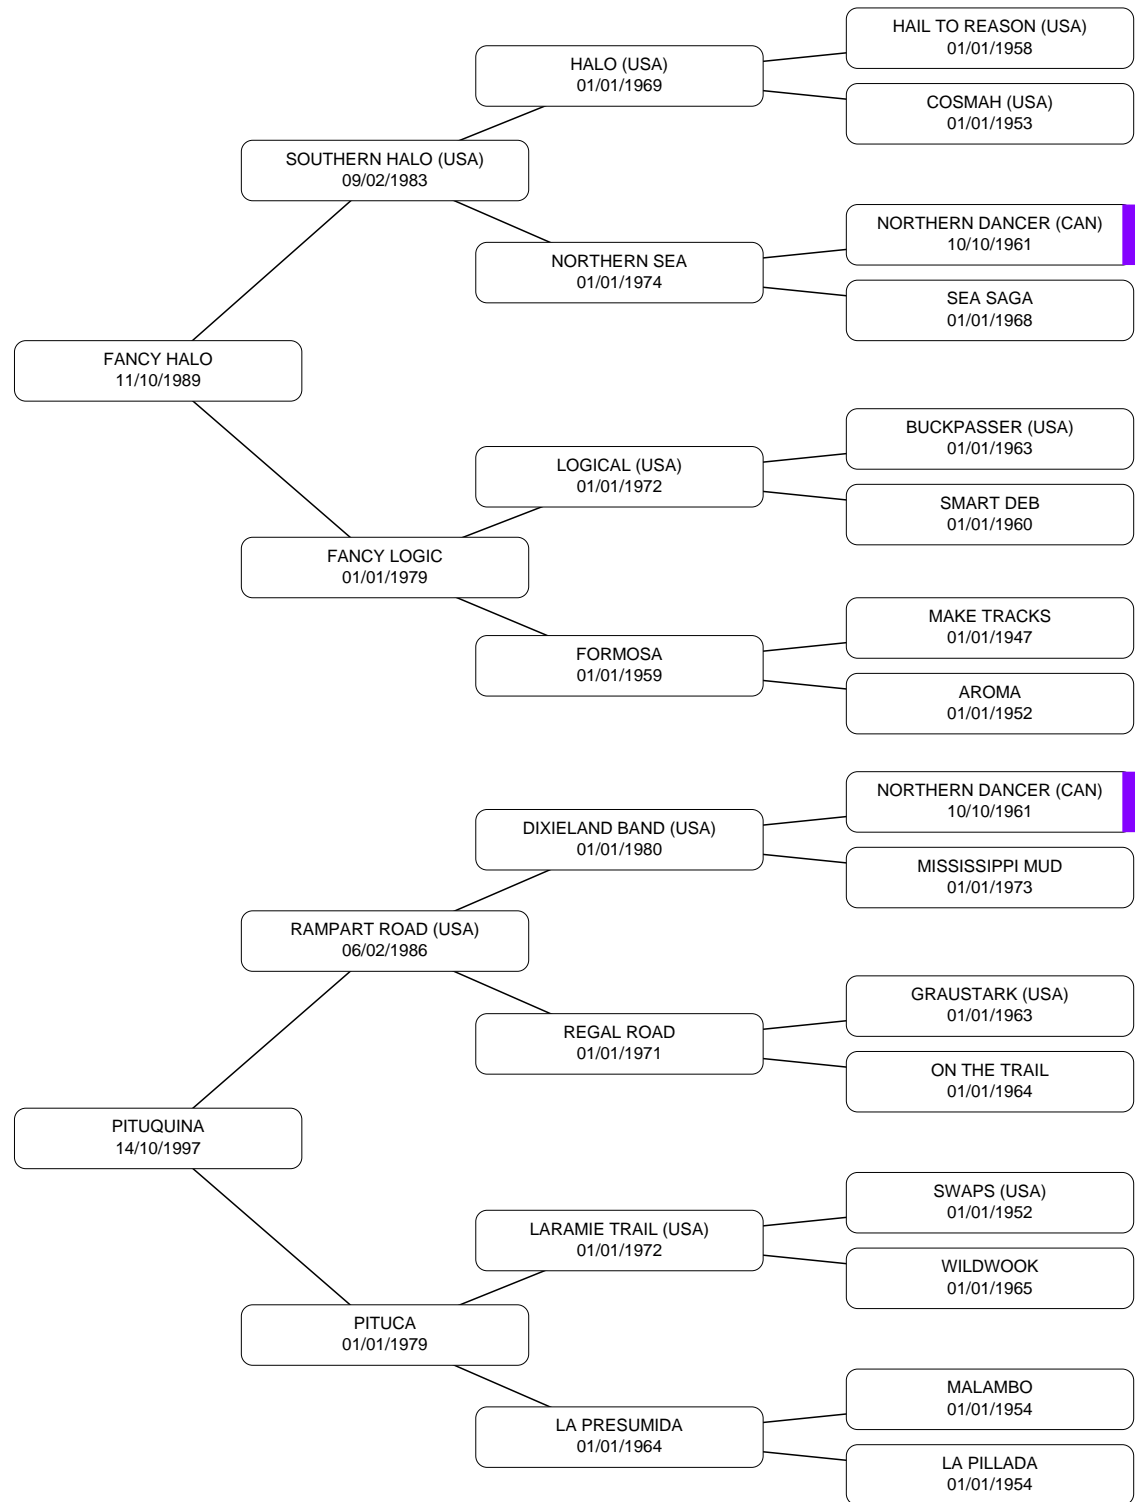 HAIL TO REASON (USA)
01/01/1958
HALO (USA)
01/01/1969
COSMAH (USA)
01/01/1953
SOUTHERN HALO (USA)
09/02/1983
NORTHERN DANCER (CAN)
10/10/1961
NORTHERN SEA
01/01/1974
SEA SAGA
01/01/1968
FANCY HALO
11/10/1989
BUCKPASSER (USA)
01/01/1963
LOGICAL (USA)
01/01/1972
SMART DEB
01/01/1960
FANCY LOGIC
01/01/1979
MAKE TRACKS
01/01/1947
FORMOSA
01/01/1959
AROMA
01/01/1952
NORTHERN DANCER (CAN)
10/10/1961
DIXIELAND BAND (USA)
01/01/1980
MISSISSIPPI MUD
01/01/1973
RAMPART ROAD (USA)
06/02/1986
GRAUSTARK (USA)
01/01/1963
REGAL ROAD
01/01/1971
ON THE TRAIL
01/01/1964
PITUQUINA
14/10/1997
SWAPS (USA)
01/01/1952
LARAMIE TRAIL (USA)
01/01/1972
WILDWOOK
01/01/1965
PITUCA
01/01/1979
MALAMBO
01/01/1954
LA PRESUMIDA
01/01/1964
LA PILLADA
01/01/1954